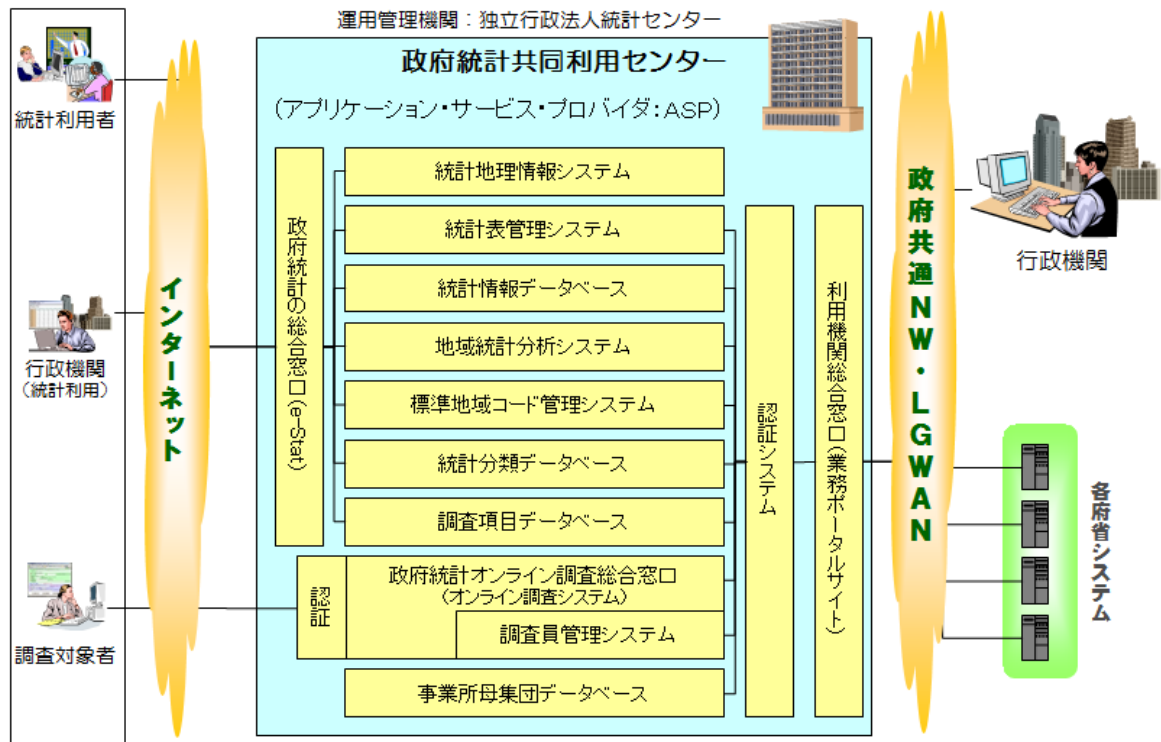 運用管理機関：独立行政法人統計センター
政府統計共同利用センター
（アプリケーション・サービス・プロバイダ：ASP）
統計利用者
行政機関
（統計利用）
調査対象者
インターネット
政府統計の総合窓口（e-Stat）
統計地理情報システム
統計表管理システム
統計情報データベース
地域統計分析システム
標準地域コード管理システム
統計分類データベース
調査項目データベース
認証
政府統計オンライン調査総合窓口
（オンライン調査システム）
調査員管理システム
事業所母集団データベース
認証システム
利用機関総合窓口（業務ポータルサイト）
政府共通NW・LGWAN
行政機関
各府省システム